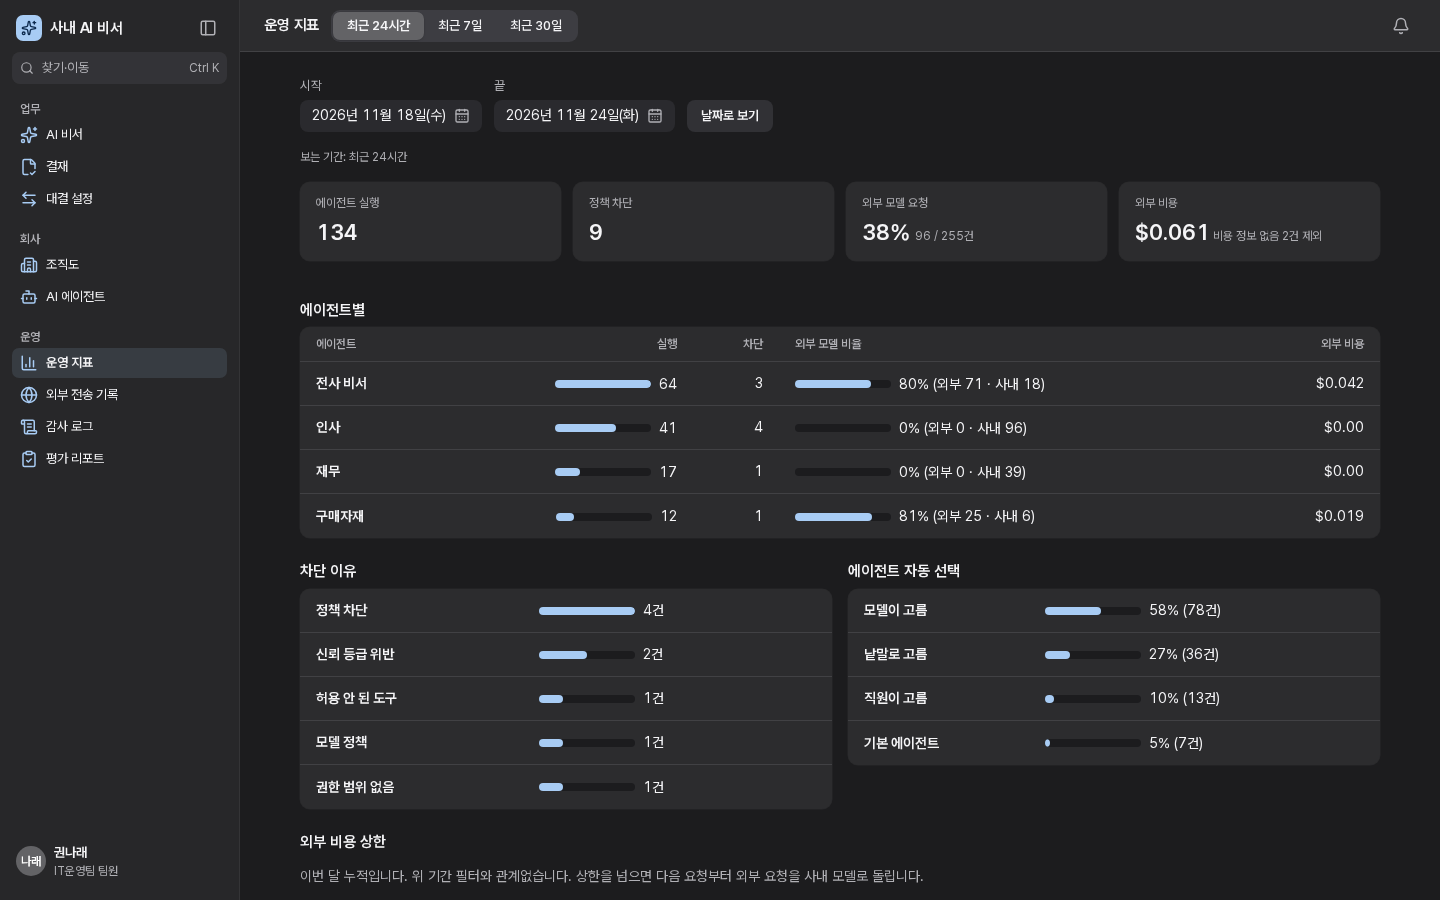 사내 AI 비서
찾기·이동 Ctrl K
업무
AI 비서
결재
대결 설정
회사
조직도
AI 에이전트
운영
운영 지표
외부 전송 기록
감사 로그
평가 리포트
나래
권나래
IT운영팀 팀원
운영 지표 최근 24시간 최근 7일 최근 30일
시작 끝
2026년 11월 18일(수) 2026년 11월 24일(화) 날짜로 보기
보는 기간: 최근 24시간
에이전트 실행
134
정책 차단
9
외부 모델 요청
38% 96 / 255건
외부 비용
$0.061 비용 정보 없음 2건 제외
에이전트별
에이전트 실행 차단 외부 모델 비율 외부 비용
전사 비서 64 3 80% (외부 71 · 사내 18) $0.042
인사 41 4 0% (외부 0 · 사내 96) $0.00
재무 17 1 0% (외부 0 · 사내 39) $0.00
구매자재 12 1 81% (외부 25 · 사내 6) $0.019
차단 이유
정책 차단 4건
신뢰 등급 위반 2건
허용 안 된 도구 1건
모델 정책 1건
권한 범위 없음 1건
에이전트 자동 선택
모델이 고름 58% (78건)
낱말로 고름 27% (36건)
직원이 고름 10% (13건)
기본 에이전트 5% (7건)
외부 비용 상한
이번 달 누적입니다. 위 기간 필터와 관계없습니다. 상한을 넘으면 다음 요청부터 외부 요청을 사내 모델로 돌립니다.